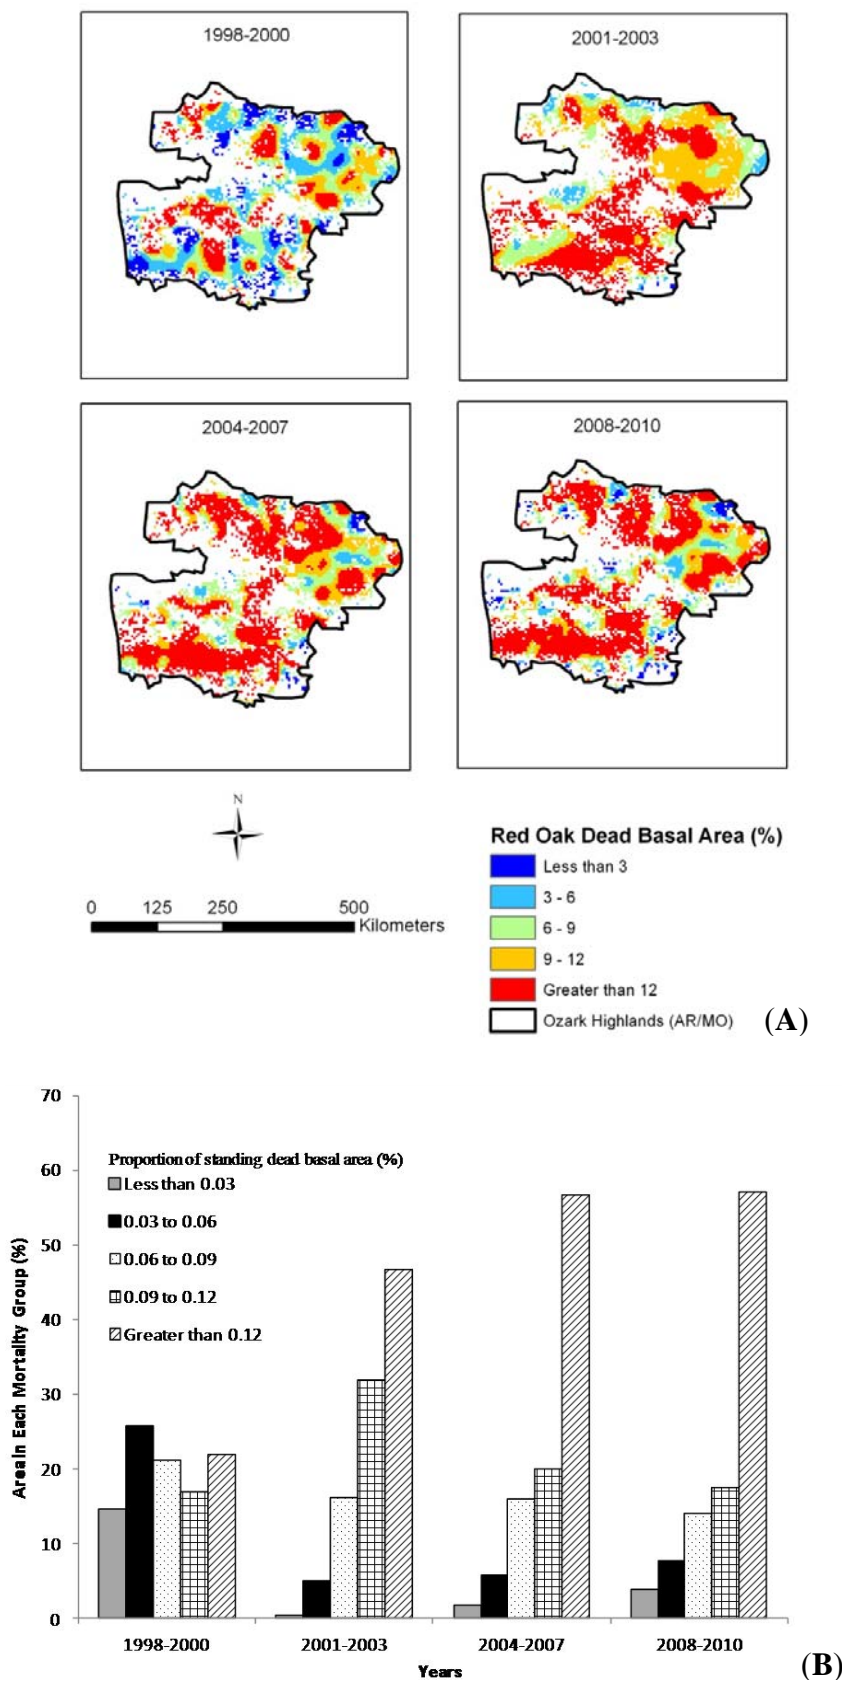 1998-2000
2001-2003
2004-2007
2008-2010
N
0 125 250 500
Kilometers
Red Oak Dead Basal Area (%)
Less than 3
3 - 6
6 - 9
9 - 12
Greater than 12
Ozark Highlands (AR/MO)
(A)
70
60
50
40
30
20
10
0
Area in Each Mortality Group (%)
Proportion of standing dead basal area (%)
Less than 0.03
0.03 to 0.06
0.06 to 0.09
0.09 to 0.12
Greater than 0.12
1998-2000 2001-2003 2004-2007 2008-2010
Years
(B)